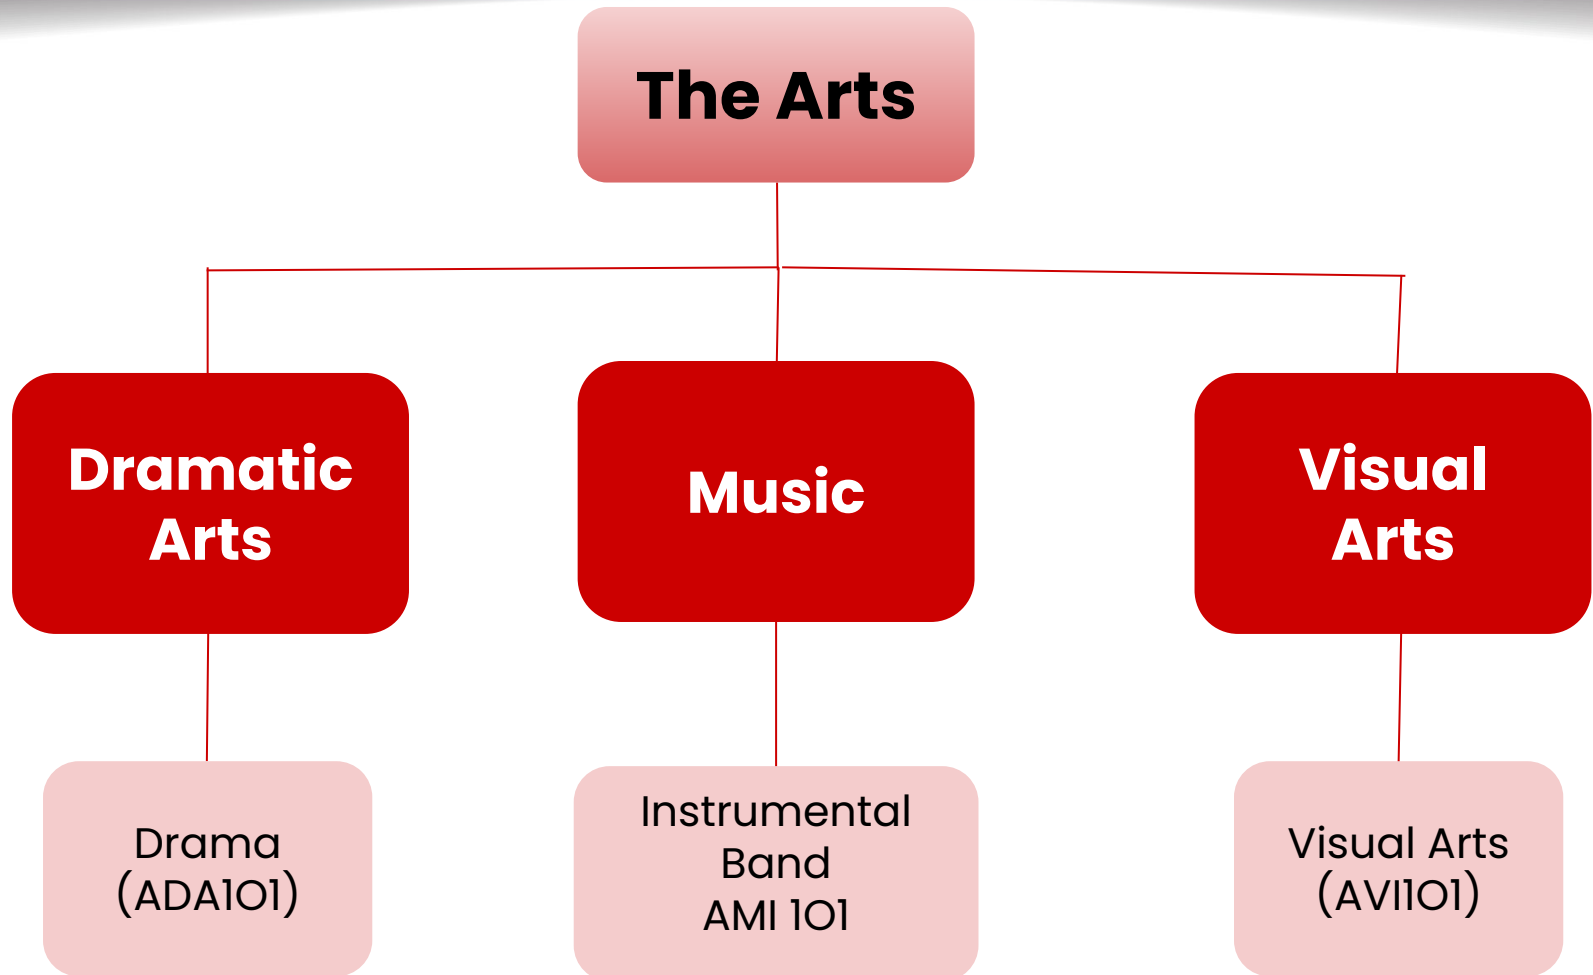 The Arts
Dramatic
Arts
Music
Visual
Arts
Drama
(ADA1O1)
Instrumental
Band
AMI 1O1
Visual Arts
(AVI1O1)